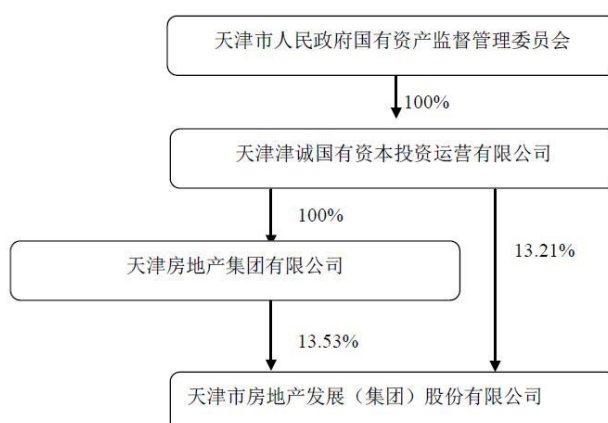 天津市人民政府国有资产监督管理委员会
100%
天津津诚国有资本投资运营有限公司
100%
13.21%
天津房地产集团有限公司
13.53%
天津市房地产发展（集团）股份有限公司